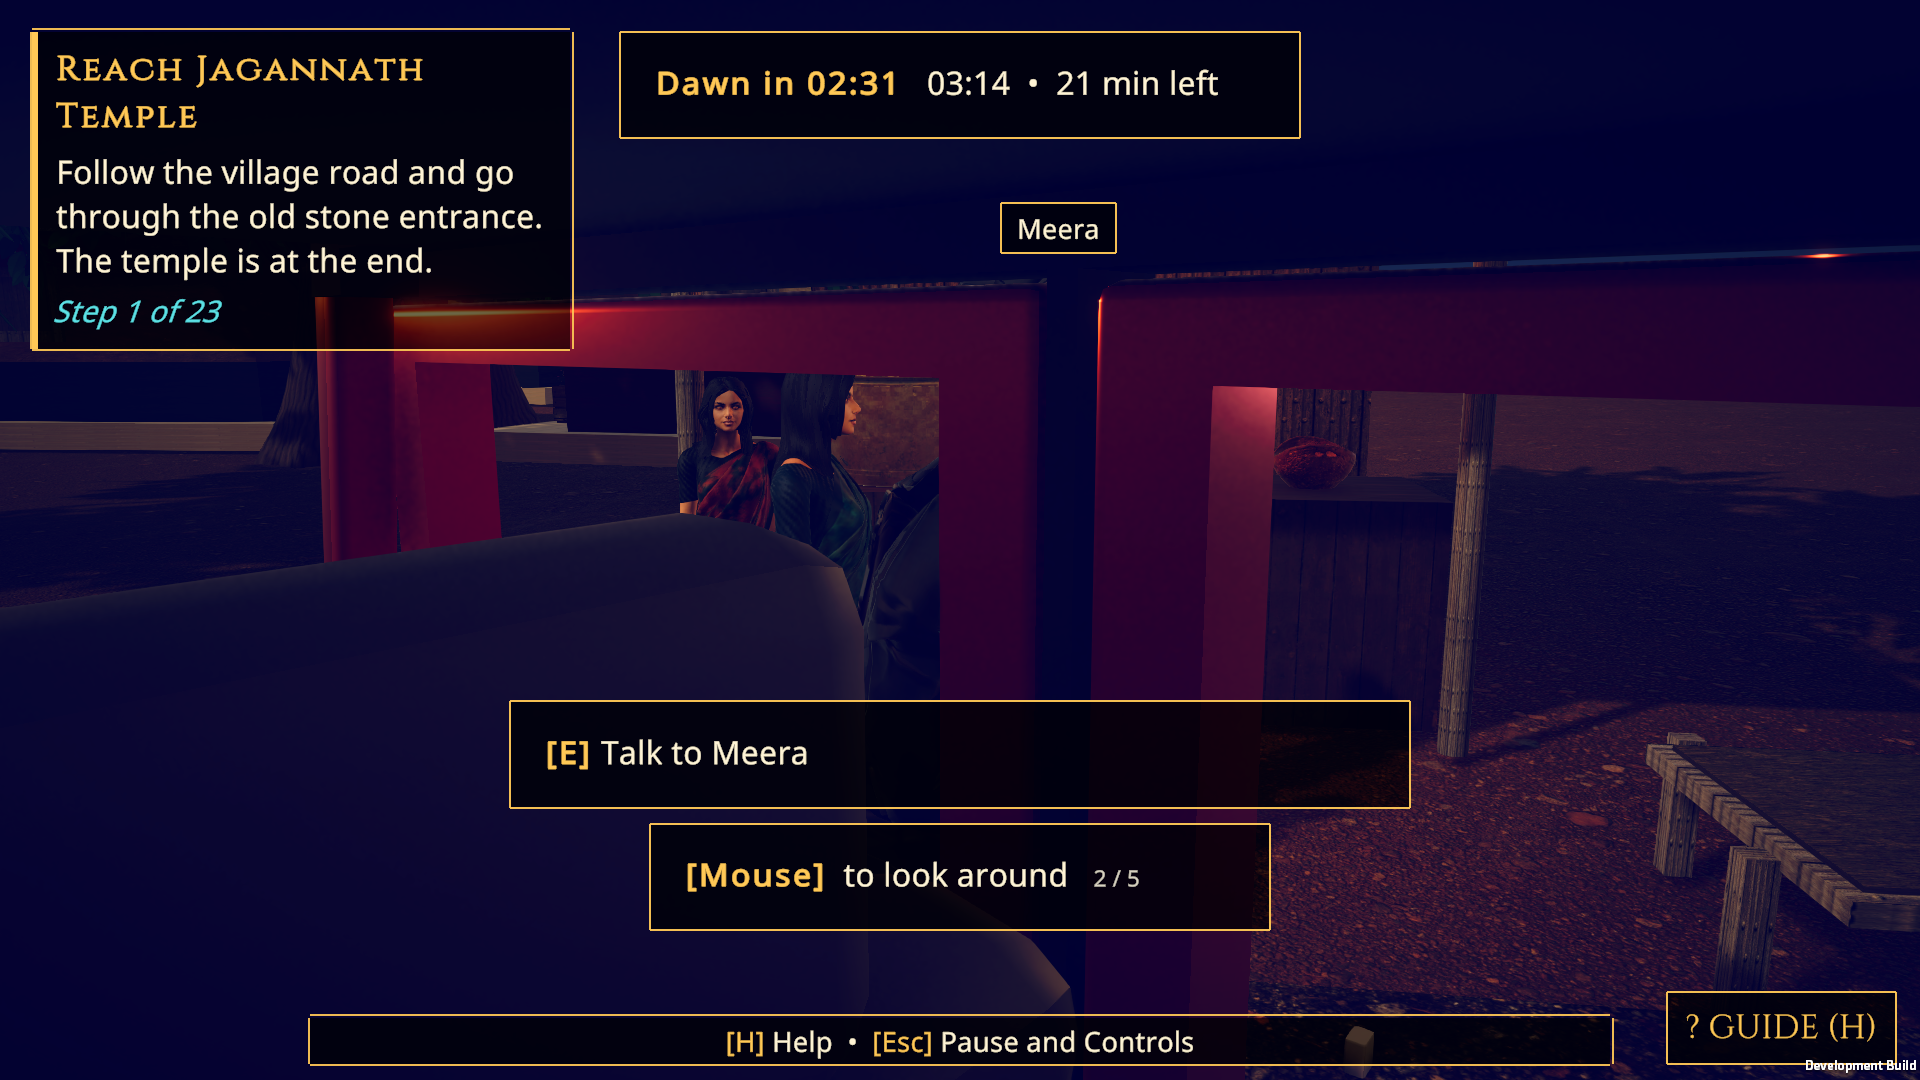 Reach Jagannath
Temple
Follow the village road and go
through the old stone entrance.
The temple is at the end.
Step 1 of 23
Dawn in 02:31 03:14 • 21 min left
Meera
[E] Talk to Meera
[Mouse] to look around 2 / 5
[H] Help • [Esc] Pause and Controls
? GUIDE (H)
Development Build